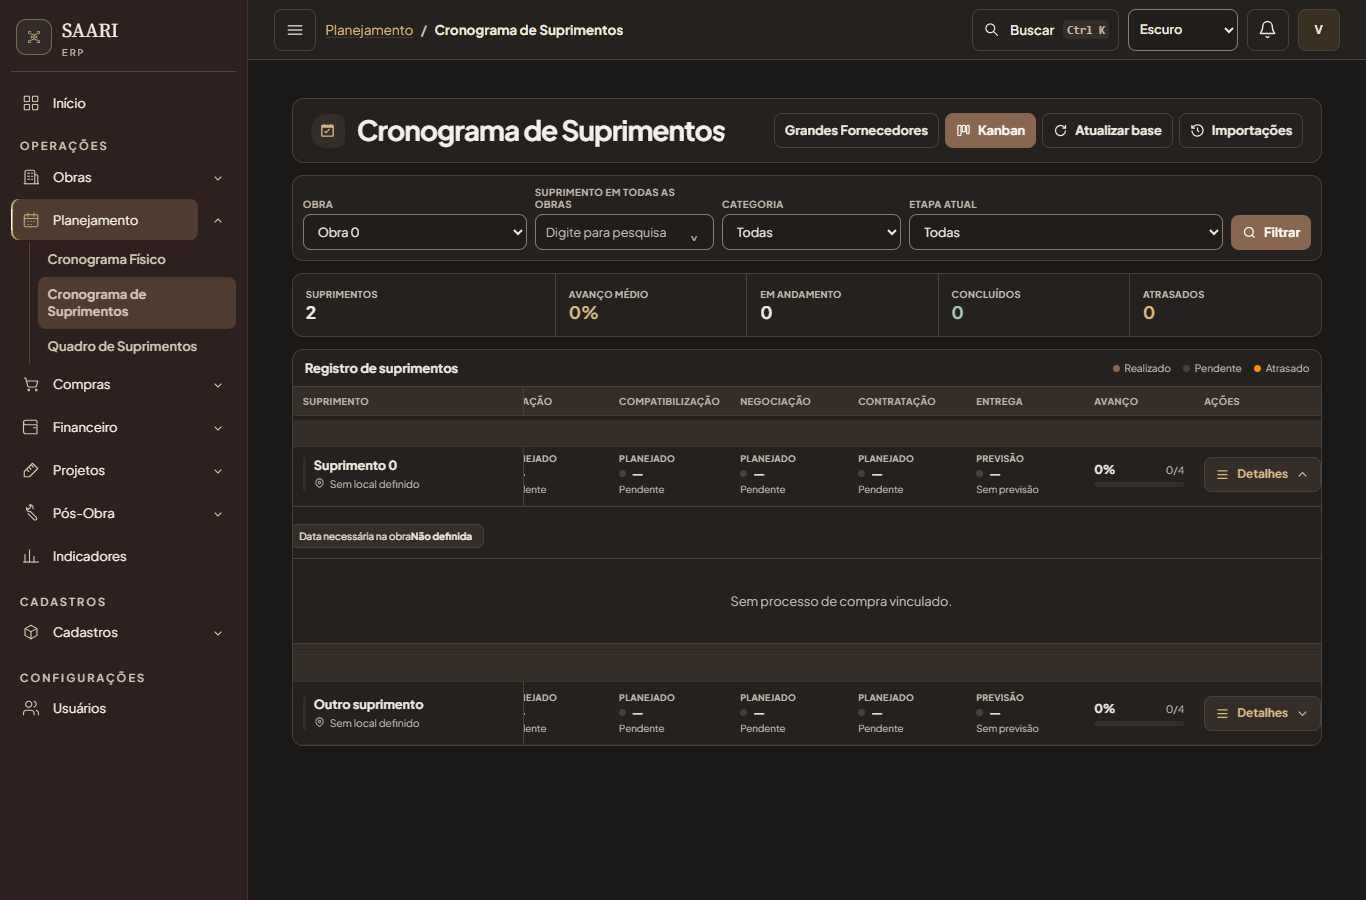 SAARI
ERP
Início
OPERAÇÕES
Obras
Planejamento
Cronograma Físico
Cronograma de
Suprimentos
Quadro de Suprimentos
Compras
Financeiro
Projetos
Pós-Obra
Indicadores
CADASTROS
Cadastros
CONFIGURAÇÕES
Usuários
Planejamento / Cronograma de Suprimentos
Buscar Ctrl K
Escuro
V
Cronograma de Suprimentos
Grandes Fornecedores
Kanban
Atualizar base
Importações
OBRA
SUPRIMENTO EM TODAS AS
OBRAS
CATEGORIA
ETAPA ATUAL
Obra 0
Digite para pesquisa
Todas
Todas
Filtrar
SUPRIMENTOS
2
AVANÇO MÉDIO
0%
EM ANDAMENTO
0
CONCLUÍDOS
0
ATRASADOS
0
Registro de suprimentos
Realizado Pendente Atrasado
SUPRIMENTO AÇÃO COMPATIBILIZAÇÃO NEGOCIAÇÃO CONTRATAÇÃO ENTREGA AVANÇO AÇÕES
Suprimento 0
Sem local definido
NEJADO
dente
PLANEJADO
—
Pendente
PLANEJADO
—
Pendente
PLANEJADO
—
Pendente
PREVISÃO
—
Sem previsão
0% 0/4
Detalhes
Data necessária na obraNão definida
Sem processo de compra vinculado.
Outro suprimento
Sem local definido
NEJADO
dente
PLANEJADO
—
Pendente
PLANEJADO
—
Pendente
PLANEJADO
—
Pendente
PREVISÃO
—
Sem previsão
0% 0/4
Detalhes